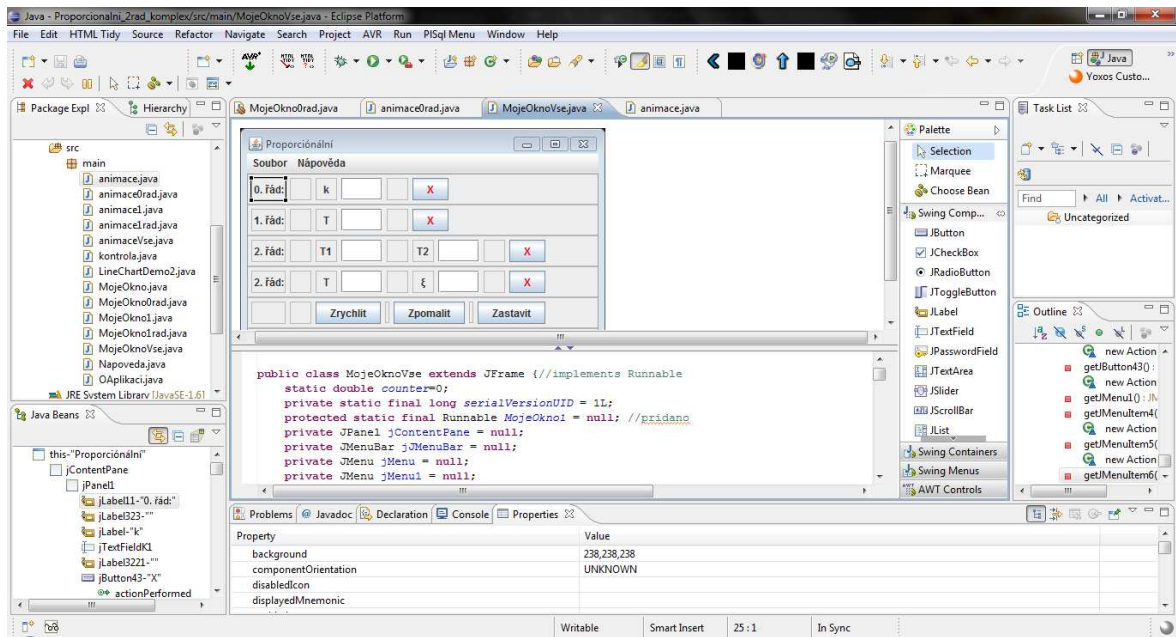 Java - Proporcionalni_2rad_komplex/src/main/MojeOknoVse.java - Eclipse Platform
File Edit HTML Tidy Source Refactor Navigate Search Project AVR Run PlSql Menu Window Help
Java
Yoxos Custo...
Package Expl Hierarchy
src
main
animace.java
animace0rad.java
animace1.java
animace1rad.java
animaceVse.java
kontrola.java
LineChartDemo2.java
MojeOkno.java
MojeOkno0rad.java
MojeOkno1.java
MojeOkno1rad.java
MojeOknoVse.java
Napoveda.java
OAplikaci.java
JRE System Library [JavaSE-1.6]
Java Beans
this-"Proporciónální"
jContentPane
jPanel1
jLabel11-"0. řád:"
jLabel323-""
jLabel-"k"
jTextFieldK1
jLabel3221-""
jButton43-"X"
actionPerformed
MojeOkno0rad.java animace0rad.java MojeOknoVse.java animace.java
Proporciónální
Soubor Nápověda
0. řád: k X
1. řád: T X
2. řád: T1 T2 X
2. řád: T ξ X
Zrychlit Zpomalit Zastavit
public class MojeOknoVse extends JFrame {//implements Runnable
static double counter=0;
private static final long serialVersionUID = 1L;
protected static final Runnable MojeOkno1 = null; //pridano
private JPanel jContentPane = null;
private JMenuBar jJMenuBar = null;
private JMenu jMenu = null;
private JMenu jMenu1 = null;
Palette
Selection
Marquee
Choose Bean
Swing Comp...
JButton
JCheckBox
JRadioButton
JToggleButton
JLabel
JTextField
JPasswordField
JTextArea
JSlider
JScrollBar
JList
Swing Containers
Swing Menus
AWT Controls
Task List
Find All Activat...
Uncategorized
Outline
new Action
getJButton43() :
new Action
getJMenu1() : JM
getJMenuItem4(
new Action
getJMenuItem5(
new Action
getJMenuItem6(
Problems Javadoc Declaration Console Properties
Property Value
background 238,238,238
componentOrientation UNKNOWN
disabledIcon
displayedMnemonic
Writable Smart Insert 25 : 1 In Sync